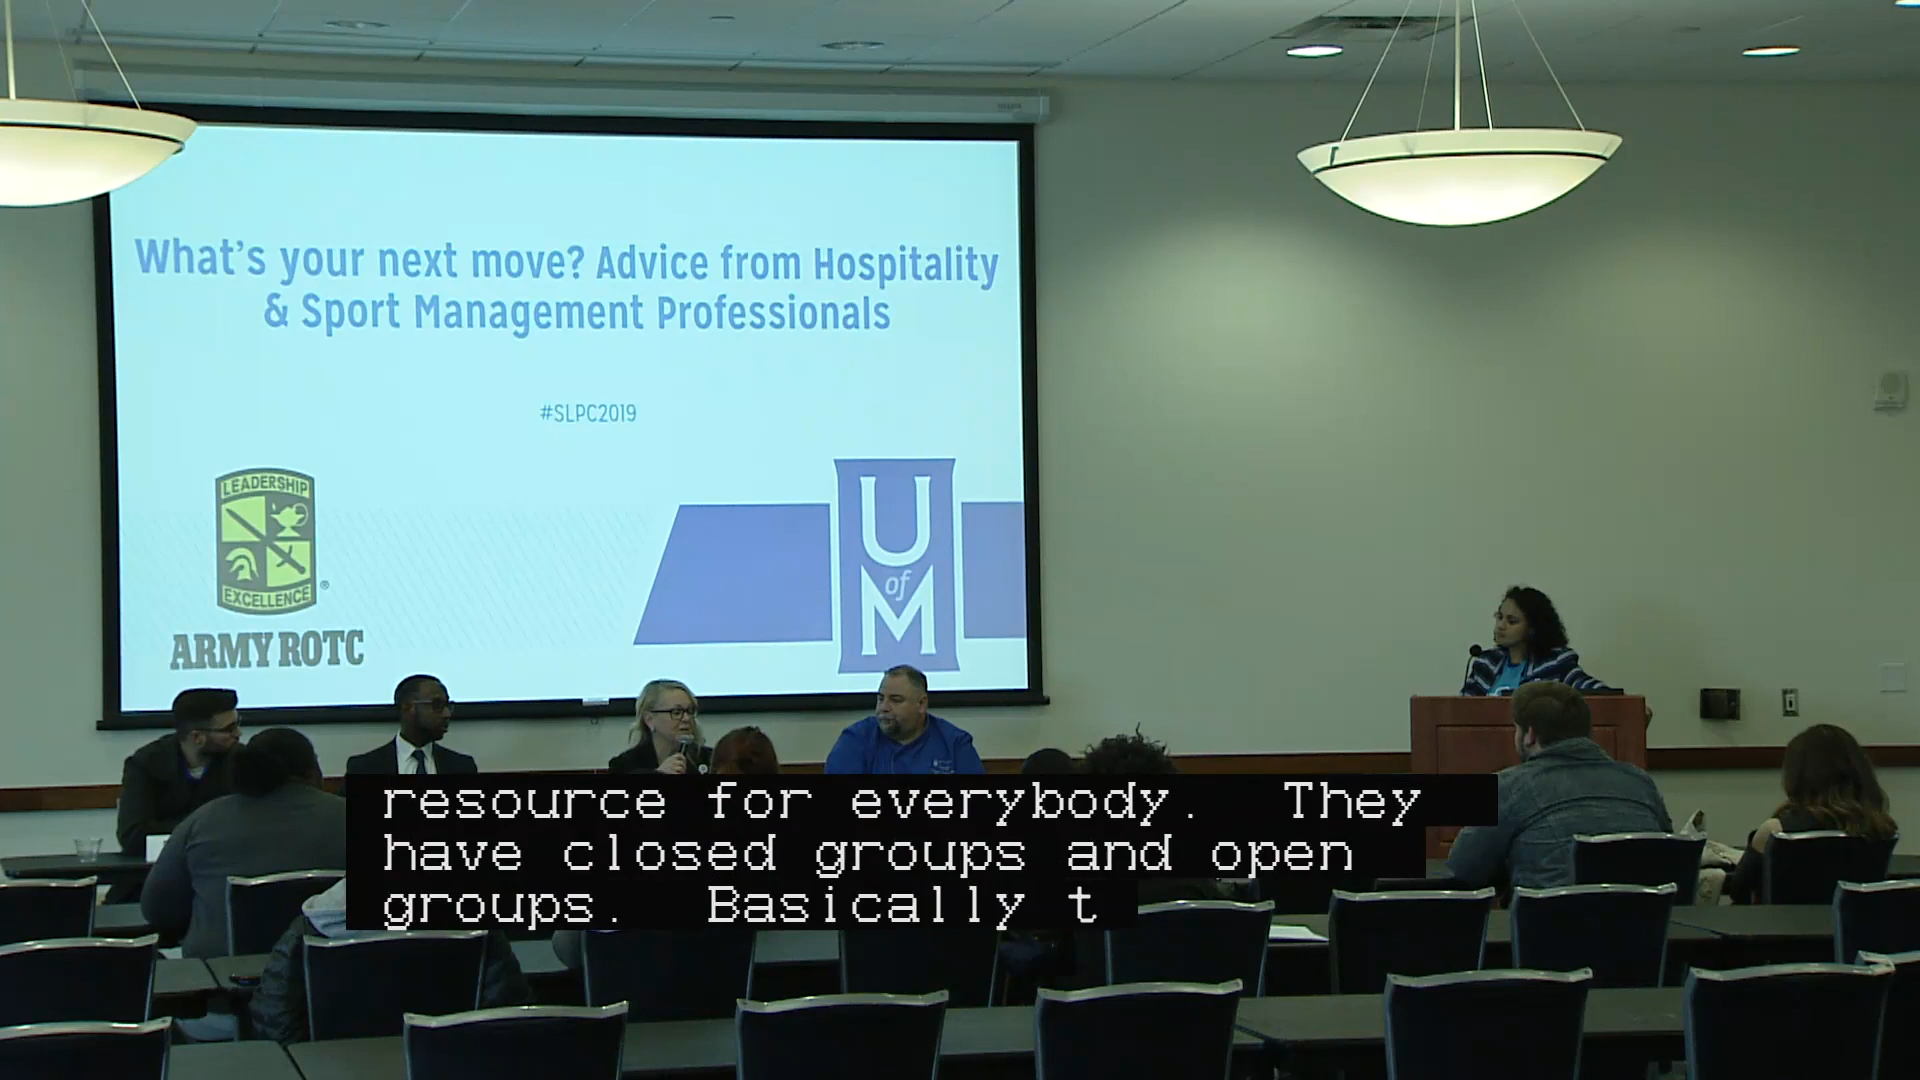 What's your next move? Advice from Hospitality
& Sport Management Professionals
#SLPC2019
LEADERSHIP
EXCELLENCE
®
ARMY ROTC
U
of
M
resource for everybody.  They
have closed groups and open
groups.  Basically t